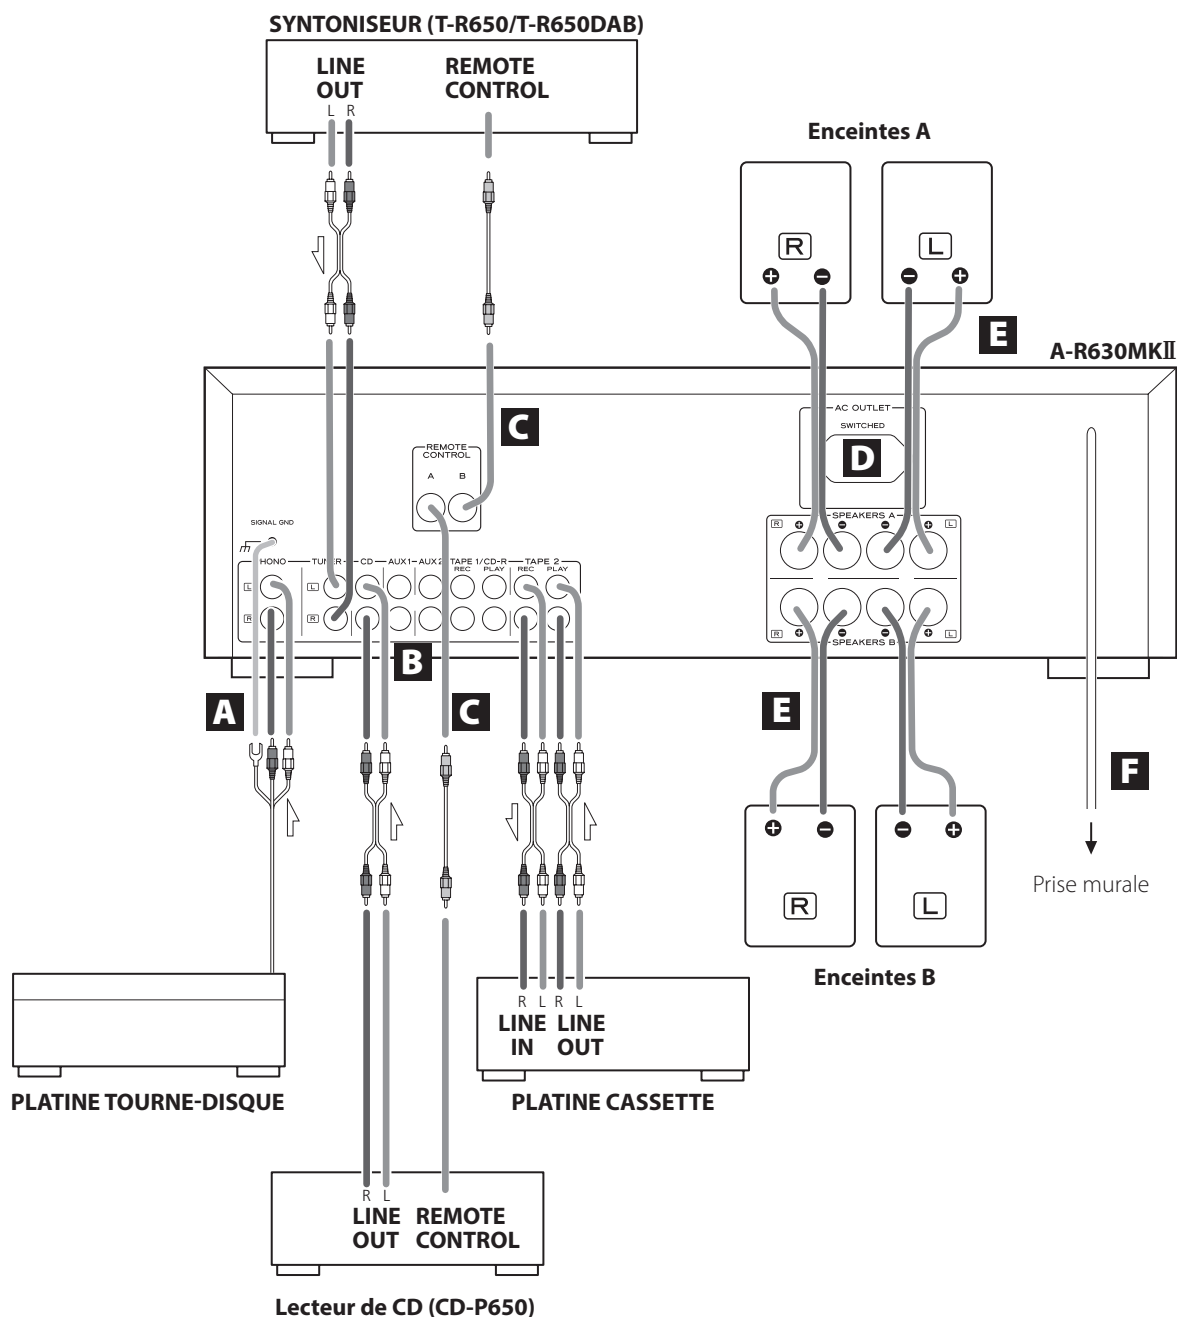 SYNTONISEUR (T-R650/T-R650DAB)
LINE OUT
REMOTE CONTROL
L R
Enceintes A
R
L
E
A-R630MKⅡ
C
AC OUTLET
SWITCHED
D
REMOTE CONTROL
A B
SIGNAL GND
SPEAKERS A
R L
HONO TUNER CD AUX1 AUX2 TAPE 1/CD-R TAPE 2
REC PLAY REC PLAY
L L
R R
R L
SPEAKERS B
B
A
C
E
F
Prise murale
R
L
Enceintes B
R L R L
LINE IN
LINE OUT
PLATINE TOURNE-DISQUE
PLATINE CASSETTE
R L
LINE OUT
REMOTE CONTROL
Lecteur de CD (CD-P650)